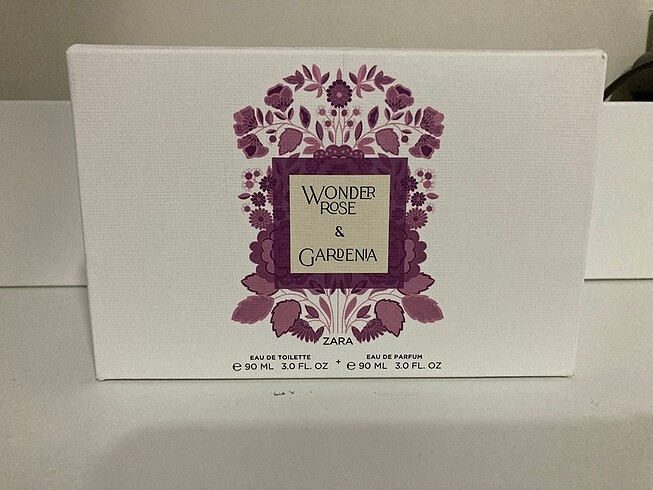 WONDER
ROSE
&
GARDENIA
ZARA
EAU DE TOILETTE + EAU DE PARFUM
℮ 90 ML 3.0 FL. OZ ℮ 90 ML 3.0 FL. OZ